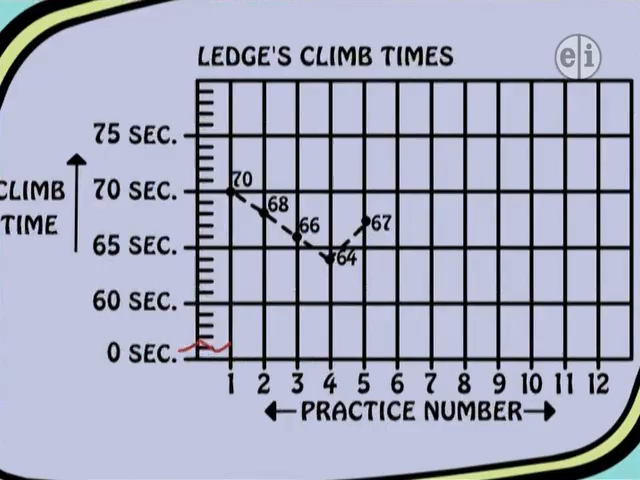 LEDGE'S CLIMB TIMES
ei
75 SEC.
70 SEC.
65 SEC.
60 SEC.
0 SEC.
CLIMB
TIME
70
68
66
64
67
1 2 3 4 5 6 7 8 9 10 11 12
PRACTICE NUMBER